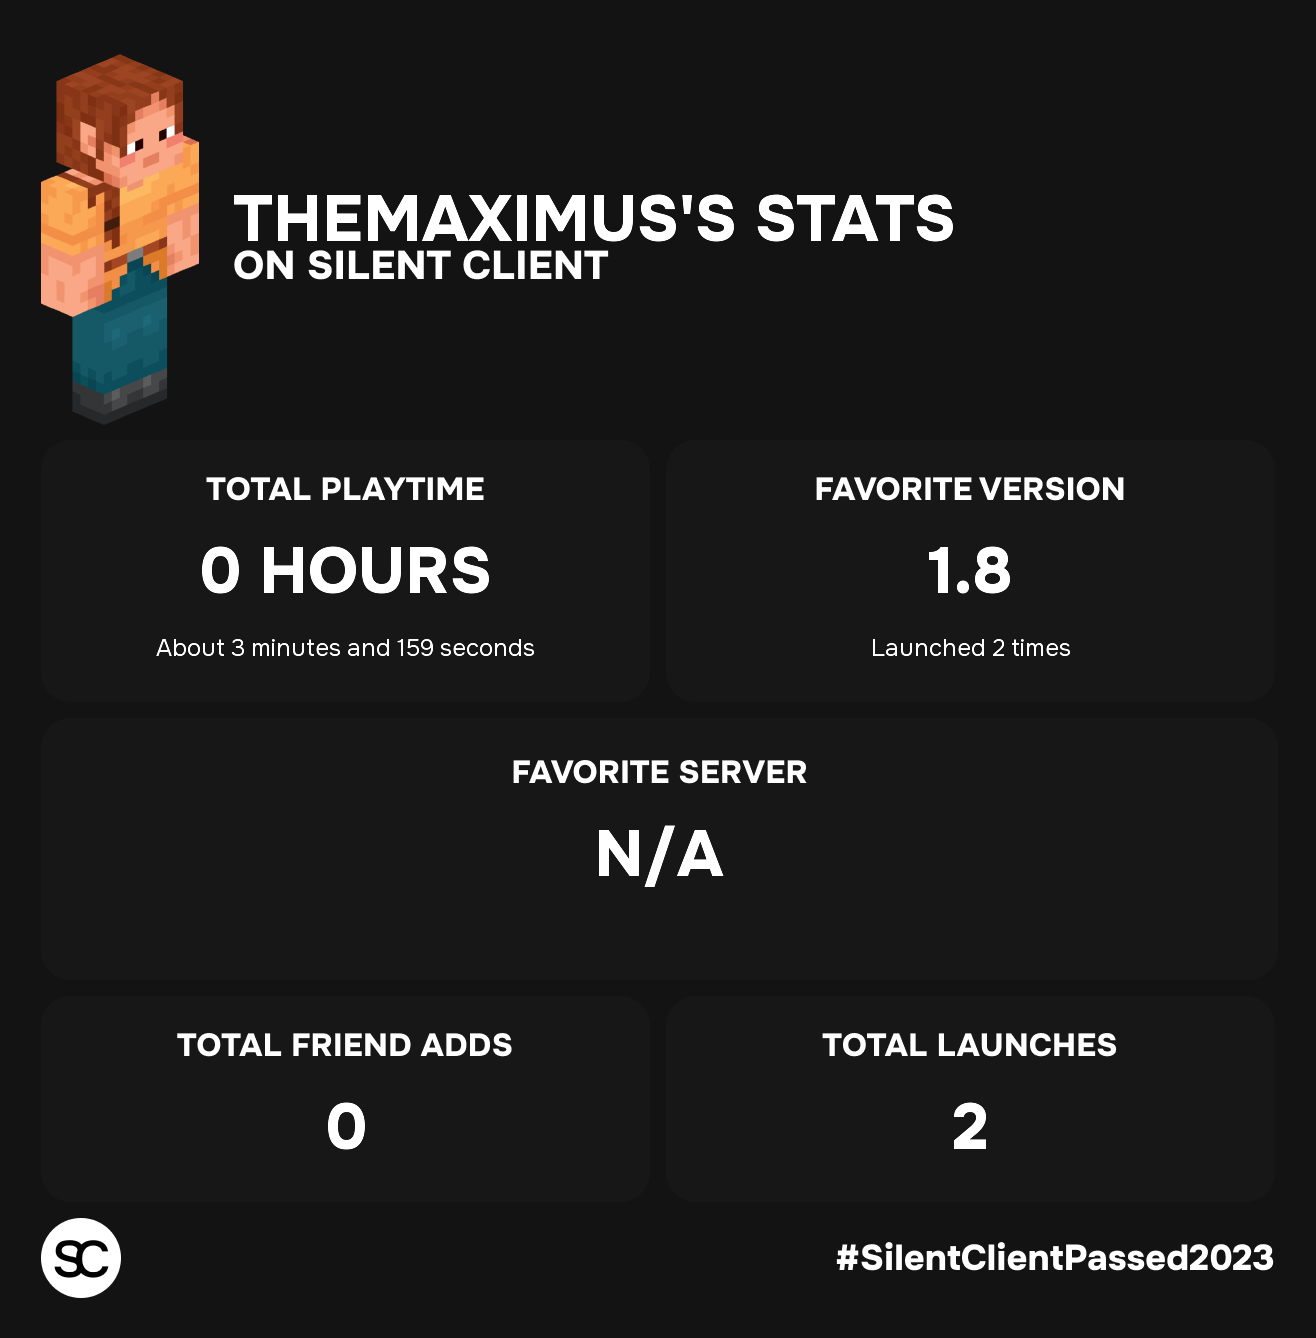 THEMAXIMUS'S STATS
ON SILENT CLIENT
TOTAL PLAYTIME
0 HOURS
About 3 minutes and 159 seconds
FAVORITE VERSION
1.8
Launched 2 times
FAVORITE SERVER
N/A
TOTAL FRIEND ADDS
0
TOTAL LAUNCHES
2
SC
#SilentClientPassed2023